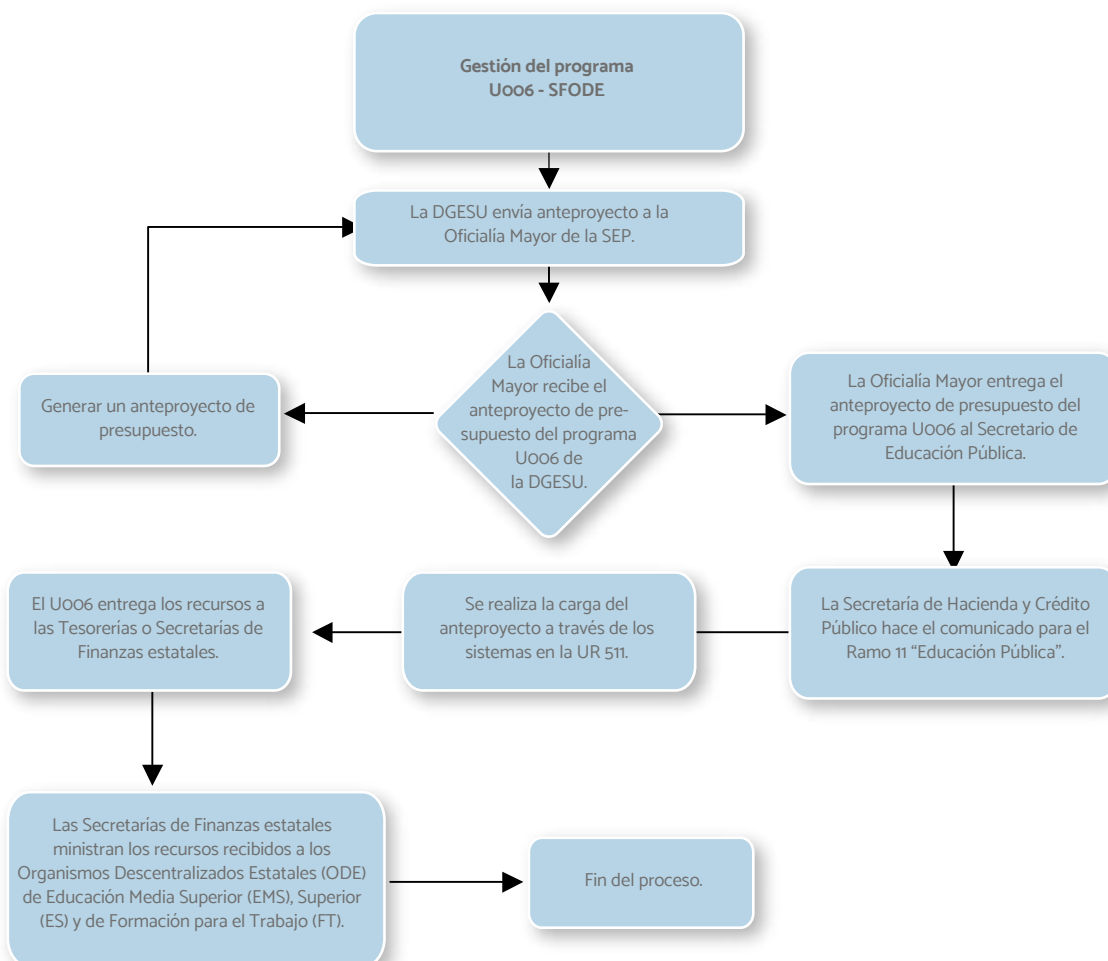 Gestión del programa
U006 - SFODE
La DGESU envía anteproyecto a la
Oficialía Mayor de la SEP.
La Oficialía
Mayor recibe el
anteproyecto de pre-
supuesto del programa
U006 de
la DGESU.
Generar un anteproyecto de
presupuesto.
La Oficialía Mayor entrega el
anteproyecto de presupuesto del
programa U006 al Secretario de
Educación Pública.
La Secretaría de Hacienda y Crédito
Público hace el comunicado para el
Ramo 11 “Educación Pública”.
Se realiza la carga del
anteproyecto a través de los
sistemas en la UR 511.
El U006 entrega los recursos a
las Tesorerías o Secretarías de
Finanzas estatales.
Las Secretarías de Finanzas estatales
ministran los recursos recibidos a los
Organismos Descentralizados Estatales (ODE)
de Educación Media Superior (EMS), Superior
(ES) y de Formación para el Trabajo (FT).
Fin del proceso.